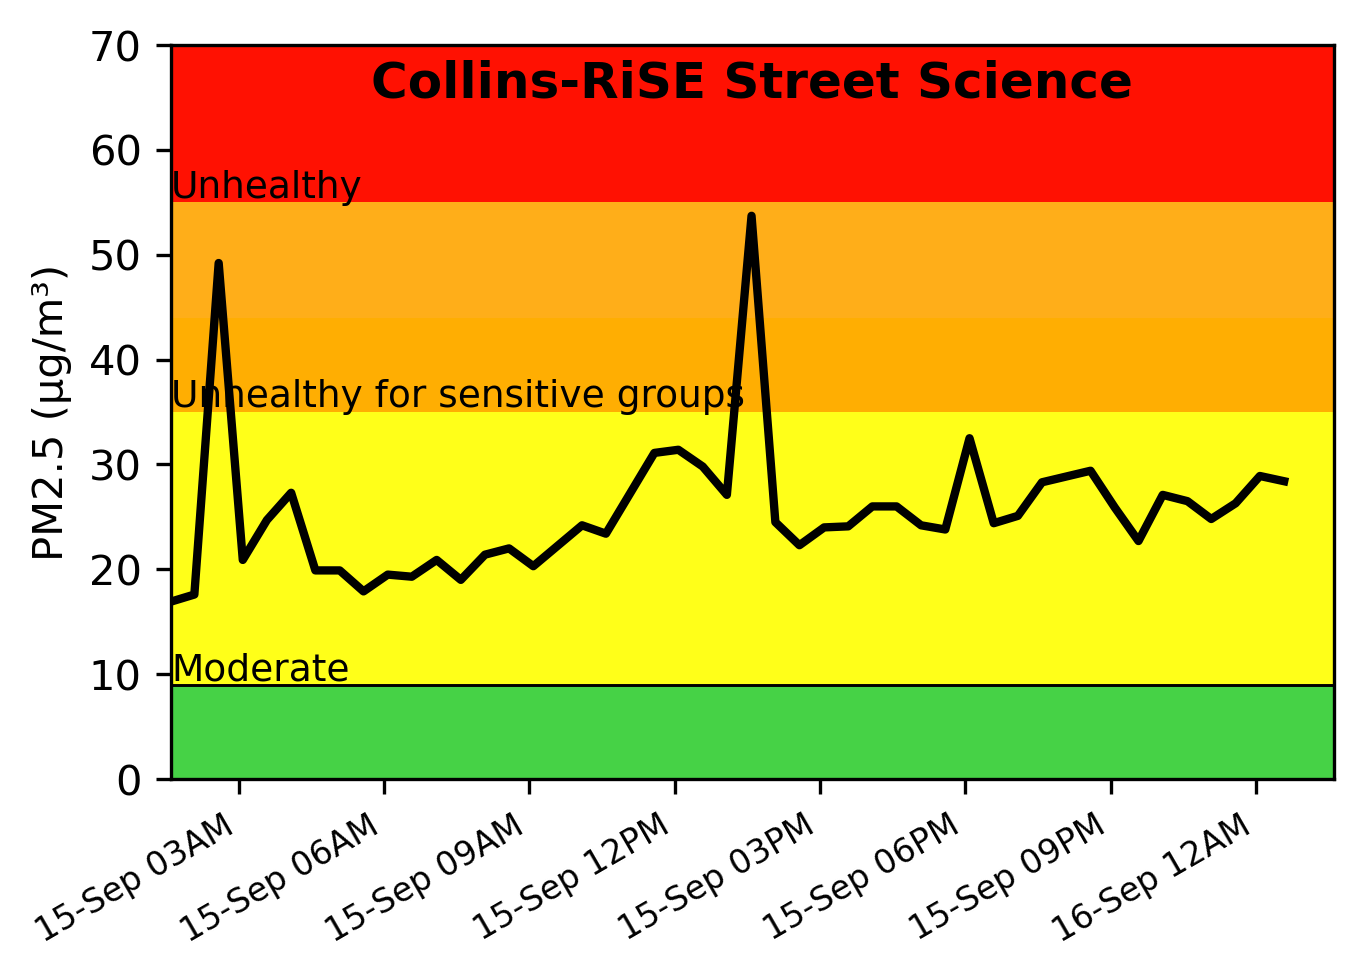 Collins-RiSE Street Science
PM2.5 (µg/m³)
70
60
50
40
30
20
10
0
Unhealthy
Unhealthy for sensitive groups
Moderate
15-Sep 03AM
15-Sep 06AM
15-Sep 09AM
15-Sep 12PM
15-Sep 03PM
15-Sep 06PM
15-Sep 09PM
16-Sep 12AM